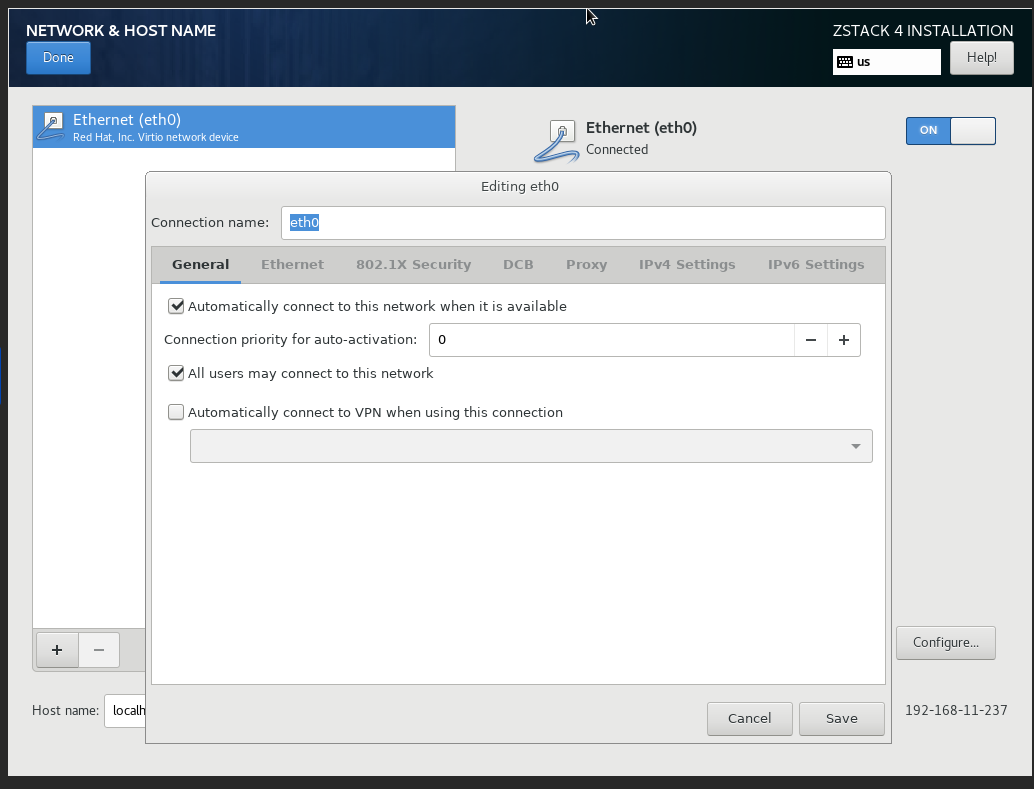 NETWORK & HOST NAME
ZSTACK 4 INSTALLATION
Done
us
Help!
Ethernet (eth0)
Red Hat, Inc. Virtio network device
Ethernet (eth0)
Connected
ON
Editing eth0
Connection name: eth0
General Ethernet 802.1X Security DCB Proxy IPv4 Settings IPv6 Settings
Automatically connect to this network when it is available
Connection priority for auto-activation: 0 − +
All users may connect to this network
Automatically connect to VPN when using this connection
+ −
Configure...
Host name: localh
192-168-11-237
Cancel Save